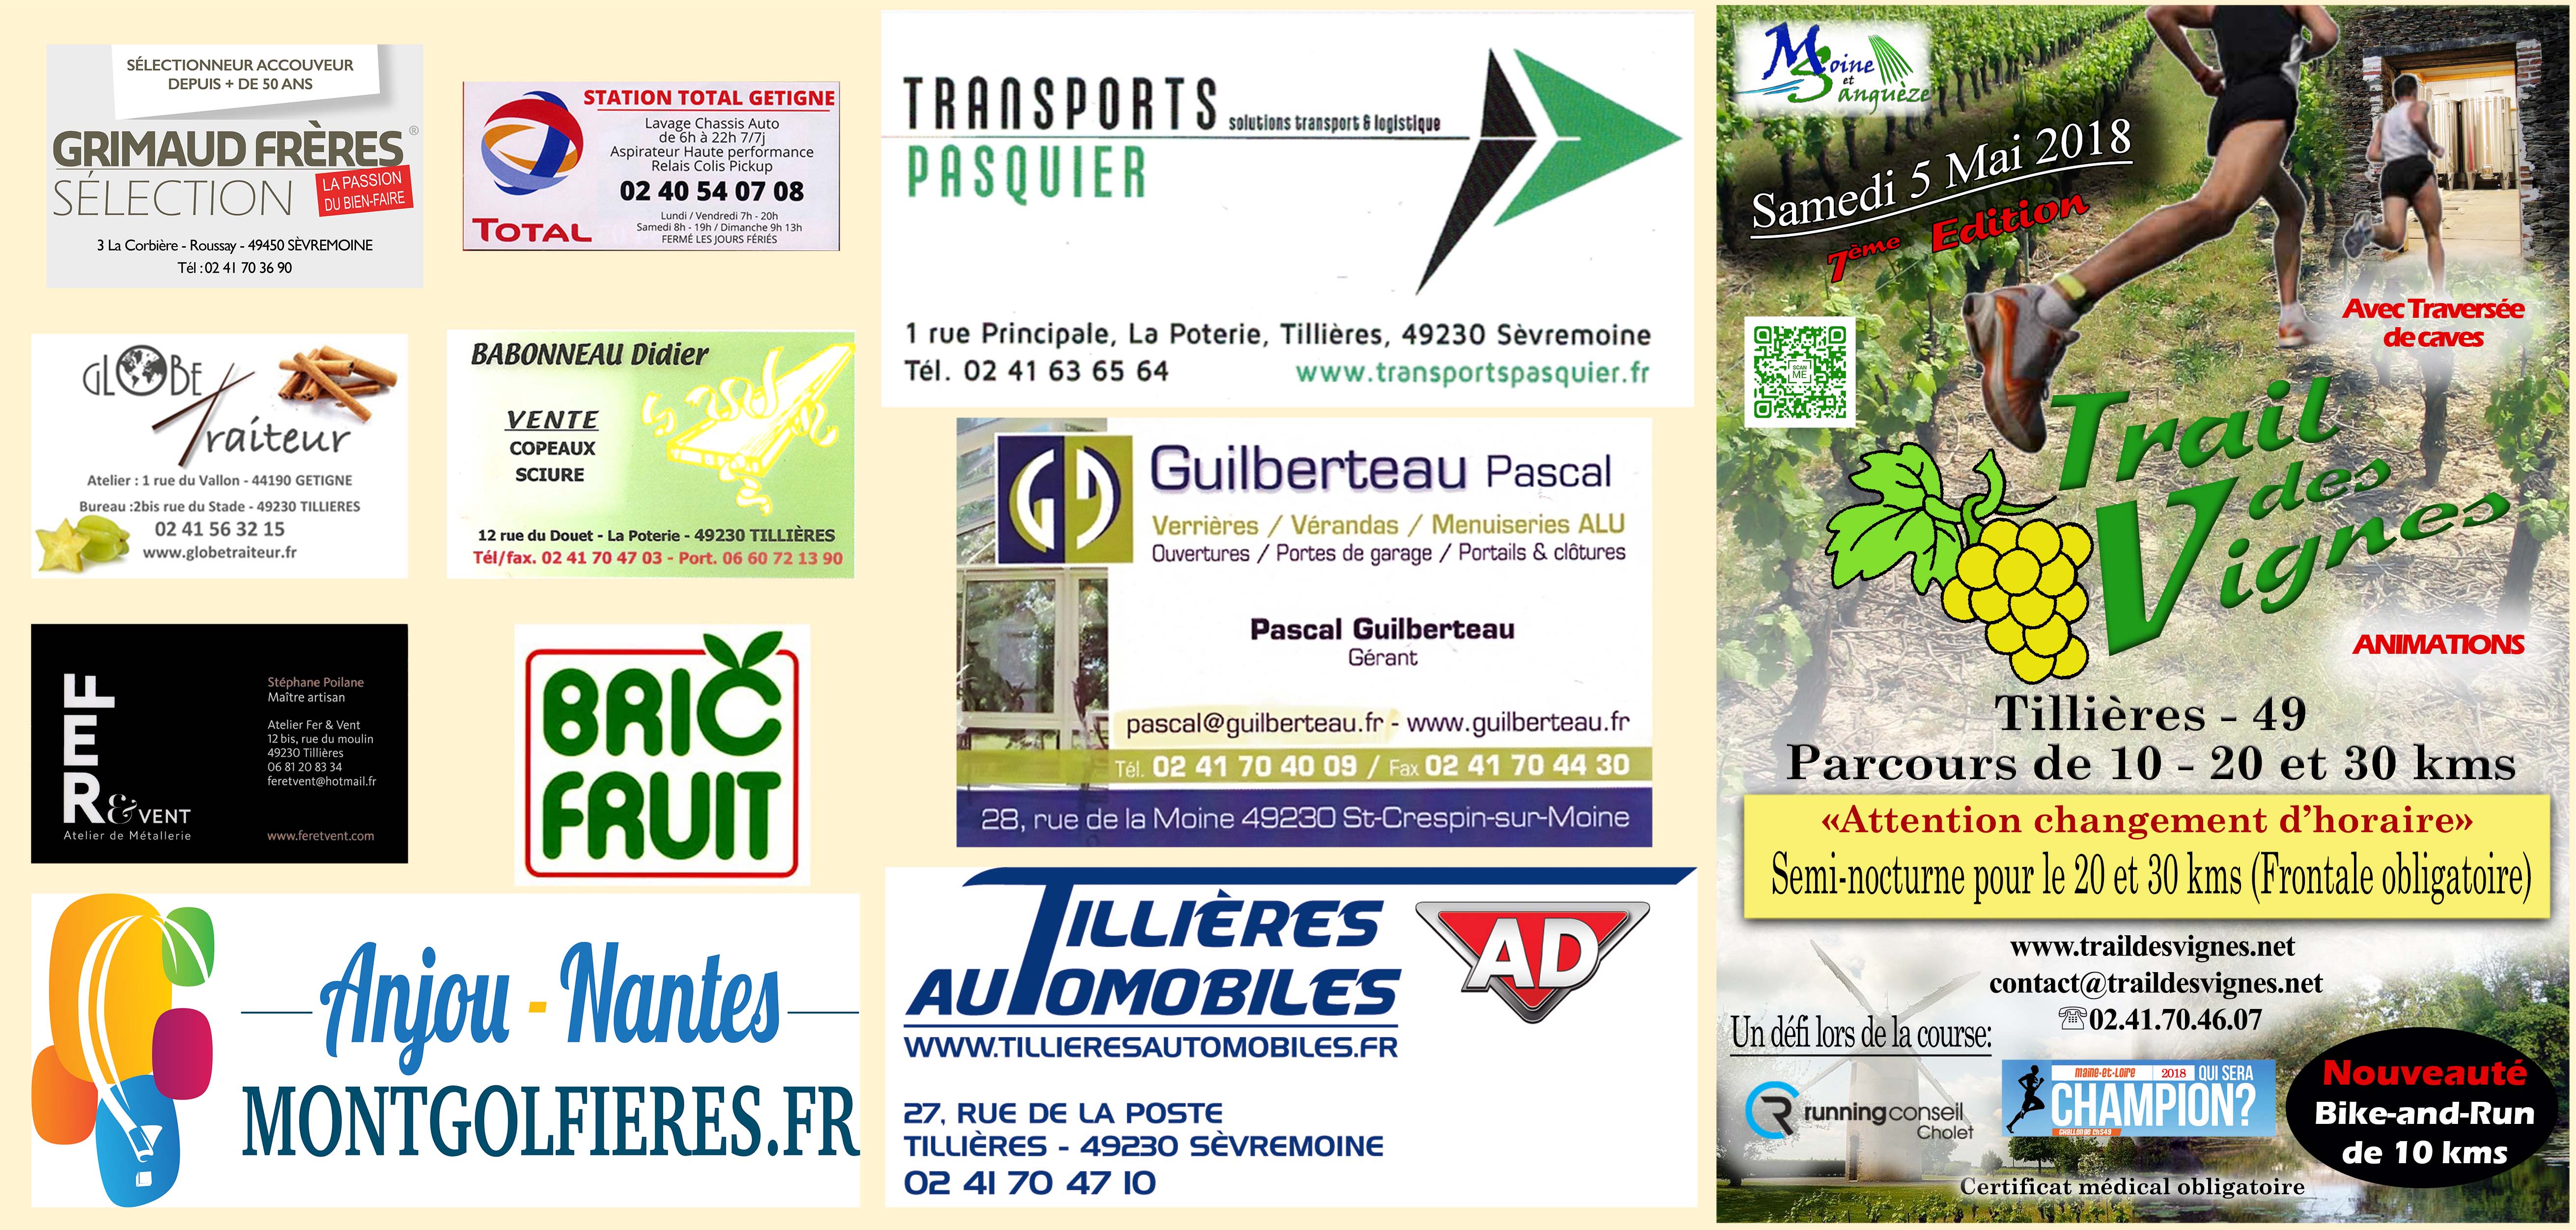 SÉLECTIONNEUR ACCOUVEUR
DEPUIS + DE 50 ANS
GRIMAUD FRÈRES®
SÉLECTION
LA PASSION
DU BIEN-FAIRE
3 La Corbière - Roussay - 49450 SÈVREMOINE
Tél : 02 41 70 36 90
STATION TOTAL GETIGNE
Lavage Chassis Auto
de 6h à 22h 7/7j
Aspirateur Haute performance
Relais Colis Pickup
02 40 54 07 08
Lundi / Vendredi 7h - 20h
Samedi 8h - 19h / Dimanche 9h 13h
FERMÉ LES JOURS FÉRIÉS
TOTAL
GLOBE
Traiteur
Atelier : 1 rue du Vallon - 44190 GETIGNE
Bureau :2bis rue du Stade - 49230 TILLIERES
02 41 56 32 15
www.globetraiteur.fr
BABONNEAU Didier
VENTE
COPEAUX
SCIURE
12 rue du Douet - La Poterie - 49230 TILLIÈRES
Tél/fax. 02 41 70 47 03 - Port. 06 60 72 13 90
FER
& VENT
Atelier de Métallerie
Stéphane Poilane
Maître artisan
Atelier Fer & Vent
12 bis, rue du moulin
49230 Tillières
06 81 20 83 34
feretvent@hotmail.fr
www.feretvent.com
BRIC
FRUIT
Anjou - Nantes
MONTGOLFIERES.FR
TRANSPORTS
solutions transport & logistique
PASQUIER
1 rue Principale, La Poterie, Tillières, 49230 Sèvremoine
Tél. 02 41 63 65 64
www.transportspasquier.fr
Guilberteau Pascal
Verrières / Vérandas / Menuiseries ALU
Ouvertures / Portes de garage / Portails & clôtures
Pascal Guilberteau
Gérant
pascal@guilberteau.fr - www.guilberteau.fr
Tél. 02 41 70 40 09 / Fax 02 41 70 44 30
28, rue de la Moine 49230 St-Crespin-sur-Moine
TILLIÈRES
AUTOMOBILES
AD
WWW.TILLIERESAUTOMOBILES.FR
27, RUE DE LA POSTE
TILLIÈRES - 49230 SÈVREMOINE
02 41 70 47 10
Moine
et
Sanguèze
Samedi 5 Mai 2018
7ème Edition
Avec Traversée
de caves
SCAN
ME
Trail
des
Vignes
ANIMATIONS
Tillières - 49
Parcours de 10 - 20 et 30 kms
«Attention changement d'horaire»
Semi-nocturne pour le 20 et 30 kms (Frontale obligatoire)
www.traildesvignes.net
contact@traildesvignes.net
☏02.41.70.46.07
Un défi lors de la course:
running conseil
Cholet
Maine-et-Loire 2018 QUI SERA
CHAMPION?
CHALLENGE CHS49
Nouveauté
Bike-and-Run
de 10 kms
Certificat médical obligatoire